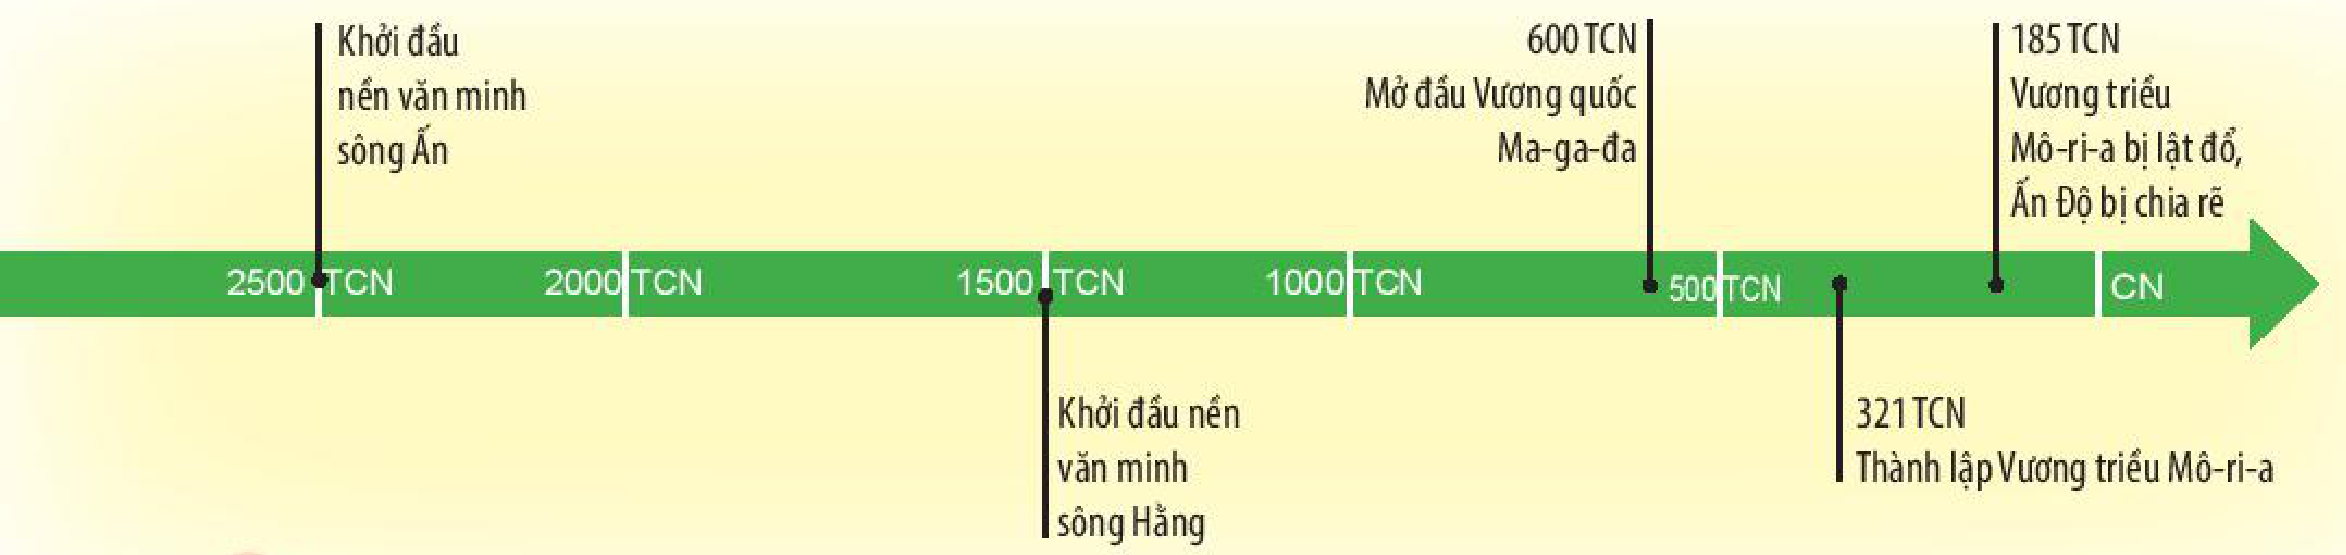 Khởi đầu
nền văn minh
sông Ấn
600 TCN
Mở đầu Vương quốc
Ma-ga-đa
185 TCN
Vương triều
Mô-ri-a bị lật đổ,
Ấn Độ bị chia rẽ
2500 TCN
2000 TCN
1500 TCN
1000 TCN
500 TCN
CN
Khởi đầu nền
văn minh
sông Hằng
321 TCN
Thành lập Vương triều Mô-ri-a